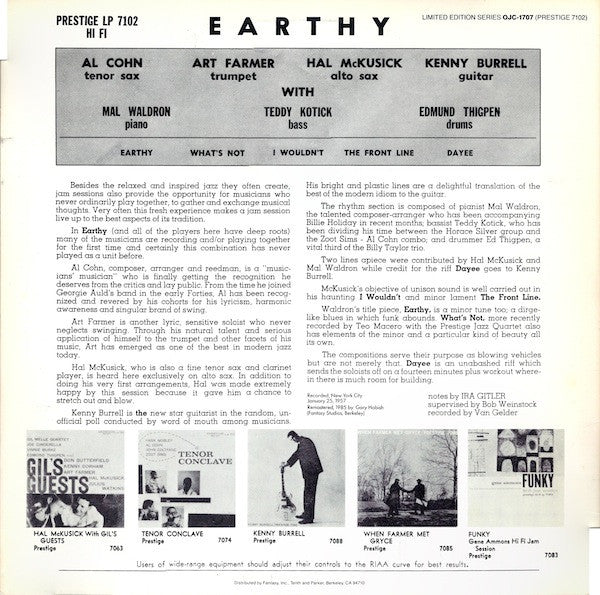 PRESTIGE LP 7102
HI FI
EARTHY
LIMITED EDITION SERIES OJC-1707 (PRESTIGE 7102)
AL COHN
tenor sax
ART FARMER
trumpet
HAL McKUSICK
alto sax
KENNY BURRELL
guitar
WITH
MAL WALDRON
piano
TEDDY KOTICK
bass
EDMUND THIGPEN
drums
EARTHY WHAT'S NOT I WOULDN'T THE FRONT LINE DAYEE
Besides the relaxed and inspired jazz they often create,
jam sessions also provide the opportunity for musicians who
never ordinarily play together, to gather and exchange musical
thoughts. Very often this fresh experience makes a jam session
live up to the best aspects of its tradition.
In Earthy (and all of the players here have deep roots)
many of the musicians are recording and/or playing together
for the first time and certainly this combination has never
played as a unit before.
Al Cohn, composer, arranger and reedman, is a "music-
ians' musician" who is finally getting the recognition he
deserves from the critics and lay public. From the time he joined
Georgie Auld's band in the early Forties, Al has been recog-
nized and revered by his cohorts for his lyricism, harmonic
awareness and singular brand of swing.
Art Farmer is another lyric, sensitive soloist who never
neglects swinging. Through his natural talent and serious
application of himself to the trumpet and other facets of his
music, Art has emerged as one of the best in modern jazz
today.
Hal McKusick, who is also a fine tenor sax and clarinet
player, is heard here exclusively on alto sax. In addition to
doing his very first arrangements, Hal was made extremely
happy by this session because it gave him a chance to
stretch out and blow.
Kenny Burrell is the new star guitarist in the random, un-
official poll conducted by word of mouth among musicians.
His bright and plastic lines are a delightful translation of the
best of the modern idiom to the guitar.
The rhythm section is composed of pianist Mal Waldron,
the talented composer-arranger who has been accompanying
Billie Holiday in recent months; bassist Teddy Kotick, who has
been dividing his time between the Horace Silver group and
the Zoot Sims - Al Cohn combo; and drummer Ed Thigpen, a
vital third of the Billy Taylor trio.
Two lines apiece were contributed by Hal McKusick and
Mal Waldron while credit for the riff Dayee goes to Kenny
Burrell.
McKusick's objective of unison sound is well carried out in
his haunting I Wouldn't and minor lament The Front Line.
Waldron's title piece, Earthy, is a minor tune too; a dirge-
like blues in which funk abounds. What's Not, more recently
recorded by Teo Macero with the Prestige Jazz Quartet also
has elements of the minor and a particular kind of beauty all
its own.
The compositions serve their purpose as blowing vehicles
but are not merely that. Dayee is an unabashed riff which
sends the soloists off on a fourteen minutes plus workout where-
in there is much room for building.
Recorded, New York City
January 25, 1957
Remastered, 1985 by Gary Hobish
(Fantasy Studios, Berkeley)
notes by IRA GITLER
supervised by Bob Weinstock
recorded by Van Gelder
GIL'S
GUESTS
TENOR
CONCLAVE
FUNKY
HAL McKUSICK With GIL'S
GUESTS
Prestige 7063
TENOR CONCLAVE
Prestige 7074
KENNY BURRELL
Prestige 7088
WHEN FARMER MET
GRYCE
Prestige 7085
FUNKY
Gene Ammons Hi Fi Jam
Session
Prestige 7083
Users of wide-range equipment should adjust their controls to the RIAA curve for best results.
Distributed by Fantasy, Inc., Tenth and Parker, Berkeley CA 94710